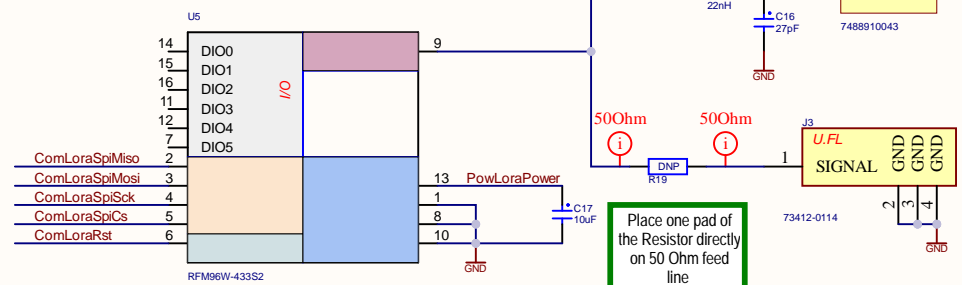 U5
14 DIO0
15 DIO1
16 DIO2
11 DIO3
12 DIO4
7 DIO5
I/O
ComLoraSpiMiso 2
ComLoraSpiMosi 3
ComLoraSpiSck 4
ComLoraSpiCs 5
ComLoraRst 6
RFM96W-433S2
9
13 PowLoraPower
1
8
10
GND
C17
10uF
22nH
C16
27pF
GND
7488910043
50Ohm
i
50Ohm
i
DNP
R19
Place one pad of
the Resistor directly
on 50 Ohm feed
line
J3
U.FL
1 SIGNAL
GND
GND
GND
2
3
4
73412-0114
GND